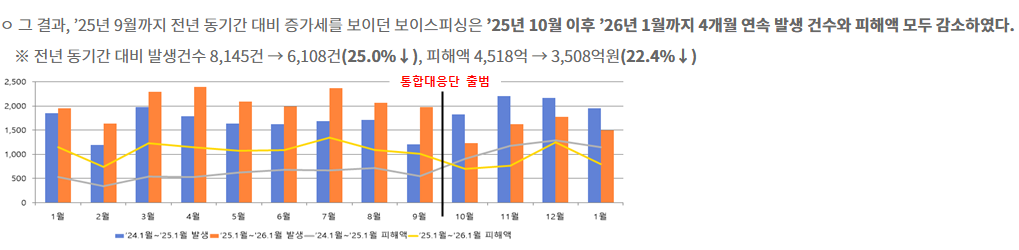 ㅇ 그 결과, ’25년 9월까지 전년 동기간 대비 증가세를 보이던 보이스피싱은 ’25년 10월 이후 ’26년 1월까지 4개월 연속 발생 건수와 피해액 모두 감소하였다.
※ 전년 동기간 대비 발생건수 8,145건 → 6,108건(25.0%↓), 피해액 4,518억 → 3,508억원(22.4%↓)
통합대응단 출범
2,500
2,000
1,500
1,000
500
0
1월 2월 3월 4월 5월 6월 7월 8월 9월 10월 11월 12월 1월
’24.1월~’25.1월 발생 ’25.1월~’26.1월 발생 ’24.1월~’25.1월 피해액 ’25.1월~’26.1월 피해액